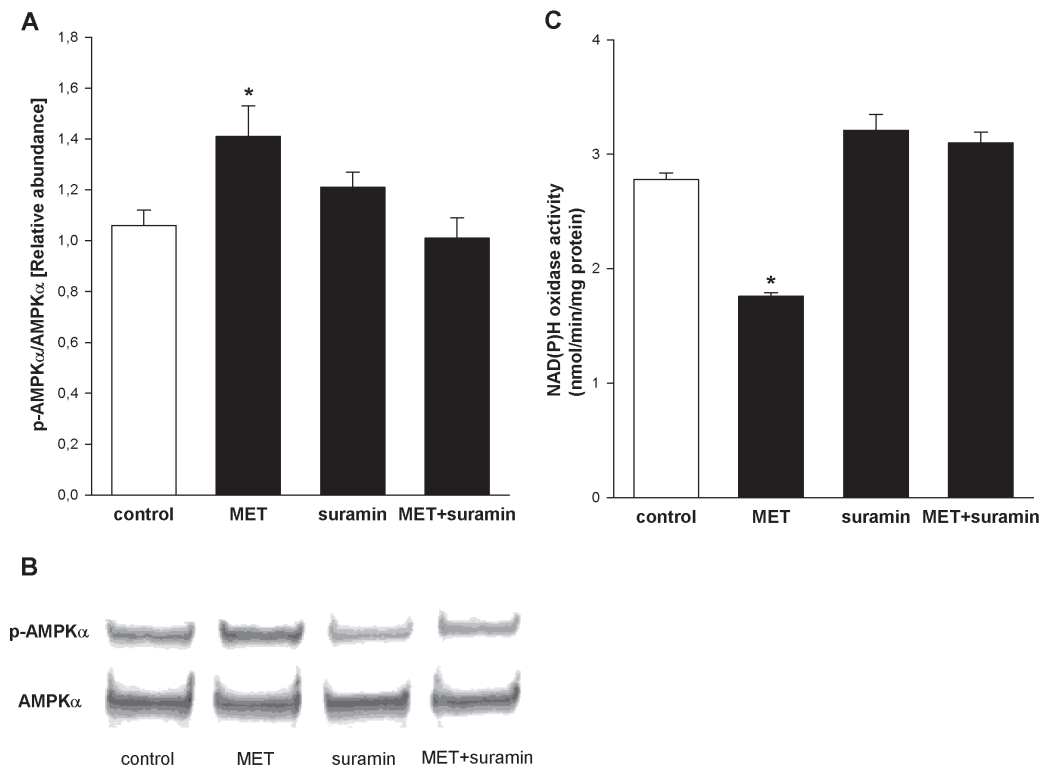 A
p-AMPKα/AMPKα [Relative abundance]
1,8
1,6
1,4
1,2
1,0
0,8
0,6
0,4
0,2
0,0
*
control MET suramin MET+suramin
C
NAD(P)H oxidase activity
(nmol/min/mg protein)
4
3
2
1
0
*
control MET suramin MET+suramin
B
p-AMPKα
AMPKα
control MET suramin MET+suramin